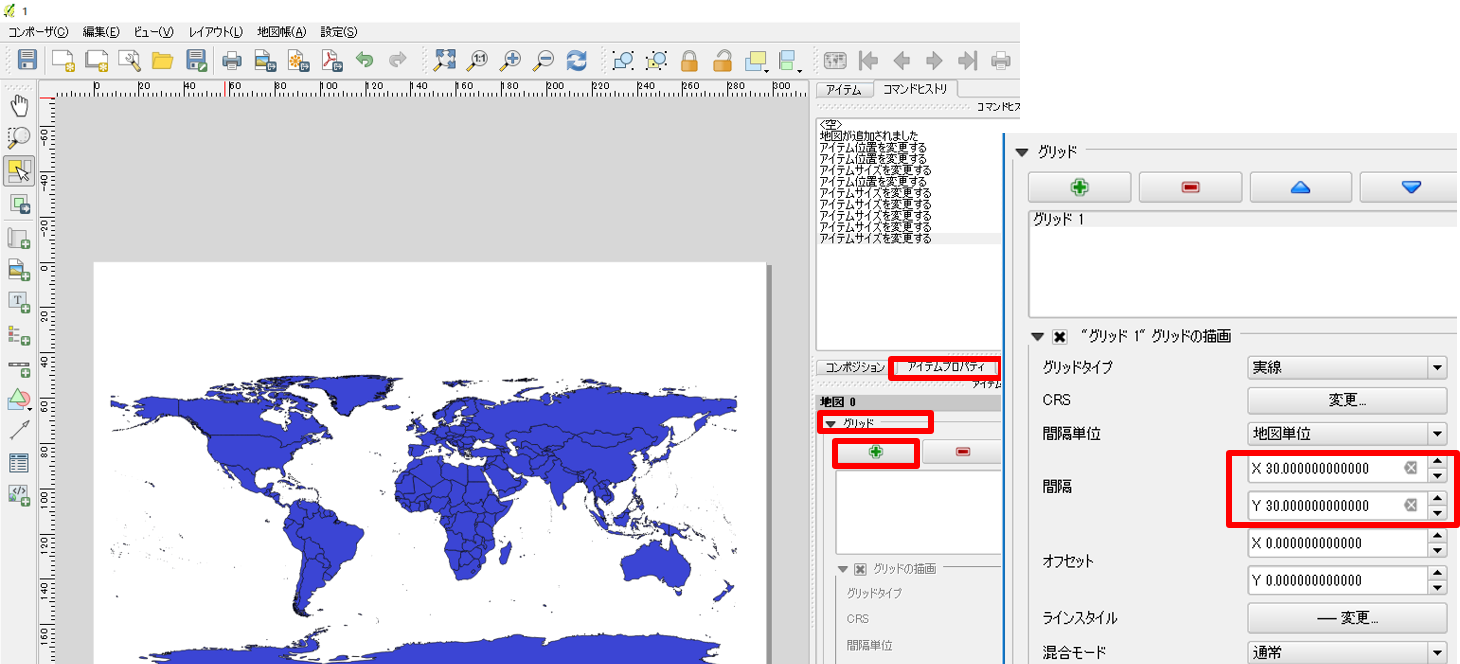 1
コンポーザ(C) 編集(E) ビュー(V) レイアウト(L) 地図帳(A) 設定(S)
1:1
0 20 40 60 80 100 120 140 160 180 200 220 240 260 280 300
アイテム コマンドヒストリ
コマンドヒス
<空>
地図が追加されました
アイテム位置を変更する
アイテム位置を変更する
アイテムサイズを変更する
アイテム位置を変更する
アイテムサイズを変更する
アイテムサイズを変更する
アイテムサイズを変更する
アイテムサイズを変更する
アイテムサイズを変更する
コンポジション アイテムプロパティ
アイテム
地図 0
グリッド
グリッドの描画
グリッドタイプ
CRS
間隔単位
-60
-40
-20
0
20
40
60
80
100
120
140
160
T
グリッド
グリッド 1
"グリッド 1" グリッドの描画
グリッドタイプ 実線
CRS 変更...
間隔単位 地図単位
間隔 X 30.000000000000
Y 30.000000000000
オフセット X 0.000000000000
Y 0.000000000000
ラインスタイル 変更...
混合モード 通常